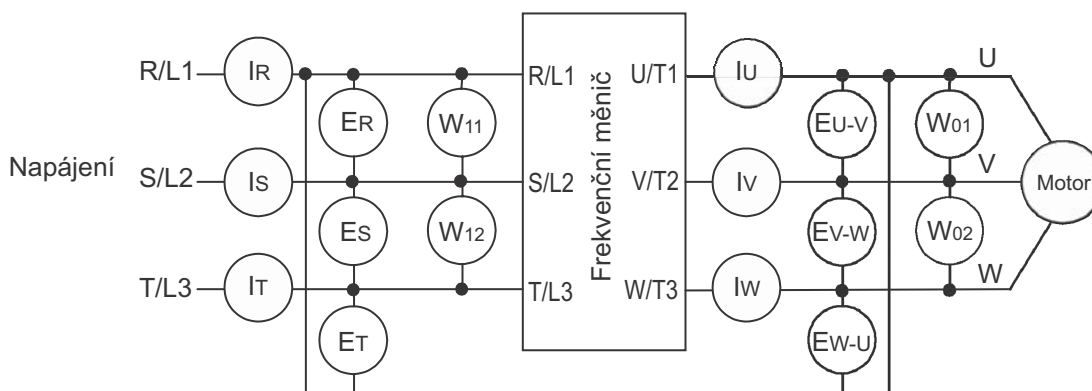 R/L1 IR R/L1 U/T1 IU U
ER W11 EU-V W01
Napájení S/L2 IS S/L2 Frekvenční měnič V/T2 IV V Motor
ES W12 EV-W W02
T/L3 IT T/L3 W/T3 IW W
ET EW-U